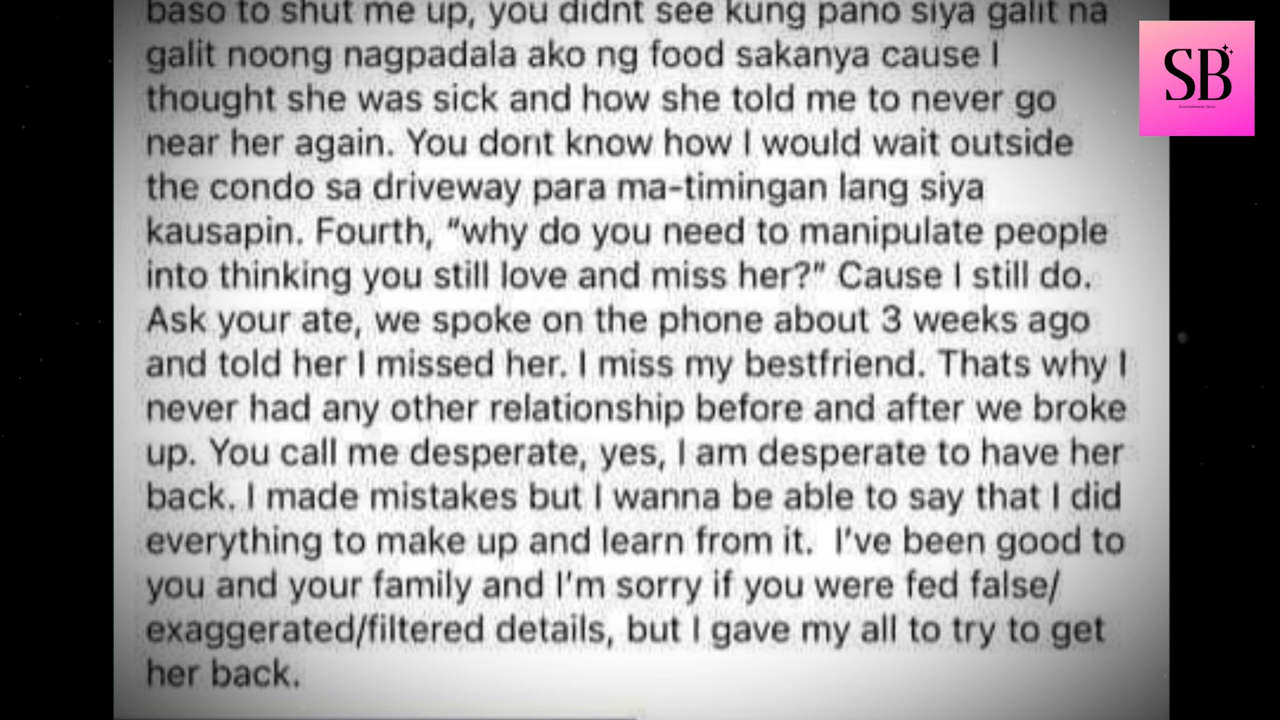 baso to shut me up, you didnt see kung pano siya galit na
galit noong nagpadala ako ng food sakanya cause I
thought she was sick and how she told me to never go
near her again. You dont know how I would wait outside
the condo sa driveway para ma-timingan lang siya
kausapin. Fourth, “why do you need to manipulate people
into thinking you still love and miss her?” Cause I still do.
Ask your ate, we spoke on the phone about 3 weeks ago
and told her I missed her. I miss my bestfriend. Thats why I
never had any other relationship before and after we broke
up. You call me desperate, yes, I am desperate to have her
back. I made mistakes but I wanna be able to say that I did
everything to make up and learn from it.  I’ve been good to
you and your family and I’m sorry if you were fed false/
exaggerated/filtered details, but I gave my all to try to get
her back.
SB